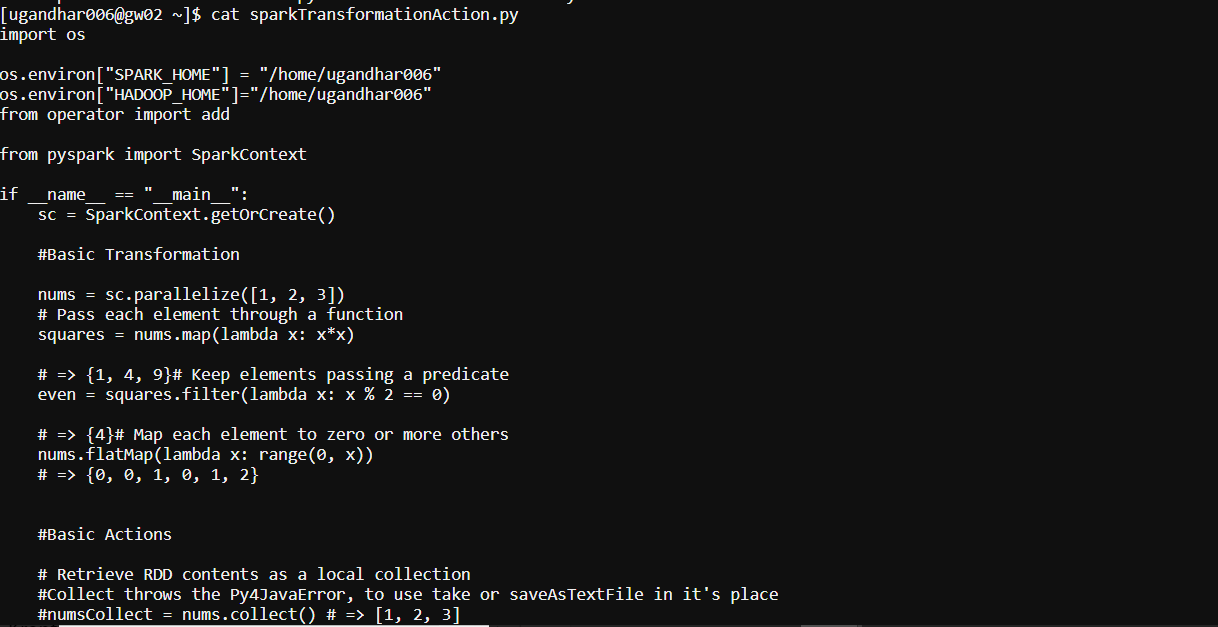 [ugandhar006@gw02 ~]$ cat sparkTransformationAction.py
import os
os.environ["SPARK_HOME"] = "/home/ugandhar006"
os.environ["HADOOP_HOME"]="/home/ugandhar006"
from operator import add
from pyspark import SparkContext
if __name__ == "__main__":
    sc = SparkContext.getOrCreate()
    #Basic Transformation
    nums = sc.parallelize([1, 2, 3])
    # Pass each element through a function
    squares = nums.map(lambda x: x*x)
    # => {1, 4, 9}# Keep elements passing a predicate
    even = squares.filter(lambda x: x % 2 == 0)
    # => {4}# Map each element to zero or more others
    nums.flatMap(lambda x: range(0, x))
    # => {0, 0, 1, 0, 1, 2}
    #Basic Actions
    # Retrieve RDD contents as a local collection
    #Collect throws the Py4JavaError, to use take or saveAsTextFile in it's place
    #numsCollect = nums.collect() # => [1, 2, 3]